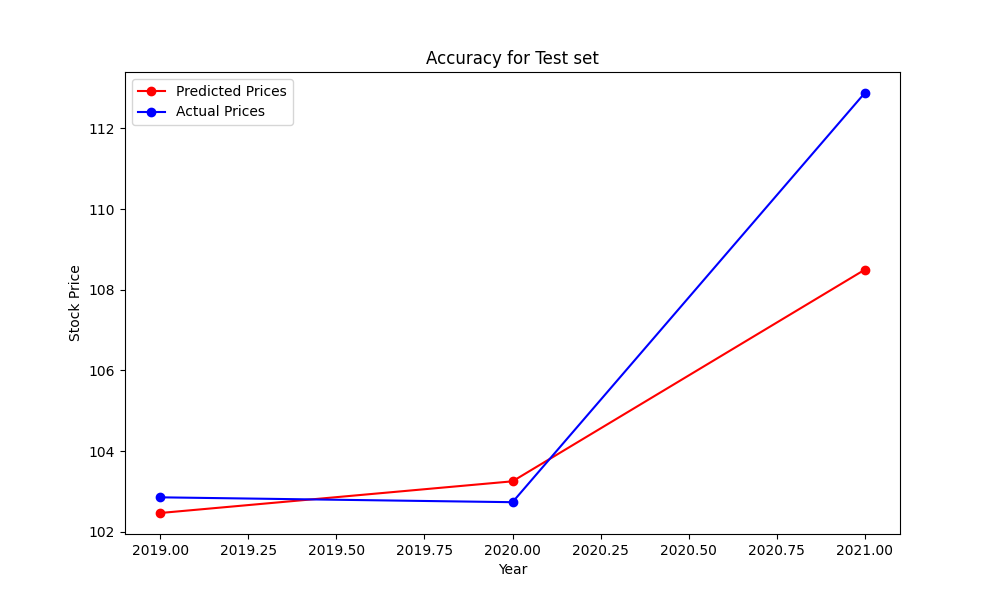 Accuracy for Test set
Predicted Prices
Actual Prices
112
110
108
106
104
102
Stock Price
2019.00 2019.25 2019.50 2019.75 2020.00 2020.25 2020.50 2020.75 2021.00
Year